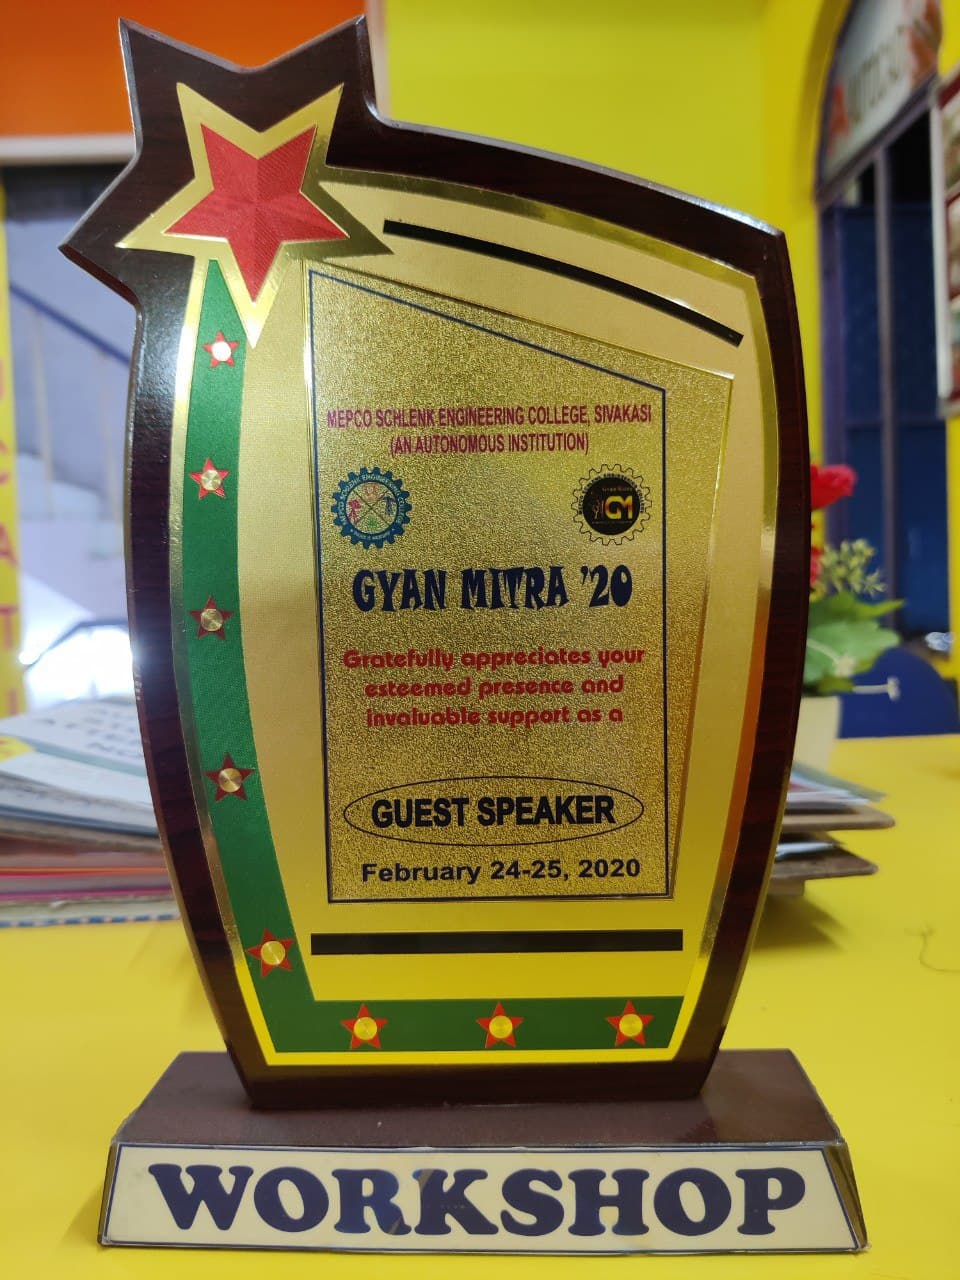 MEPCO SCHLENK ENGINEERING COLLEGE, SIVAKASI
(AN AUTONOMOUS INSTITUTION)
GM
GYAN MITRA '20
Gratefully appreciates your
esteemed presence and
invaluable support as a
GUEST SPEAKER
February 24-25, 2020
WORKSHOP